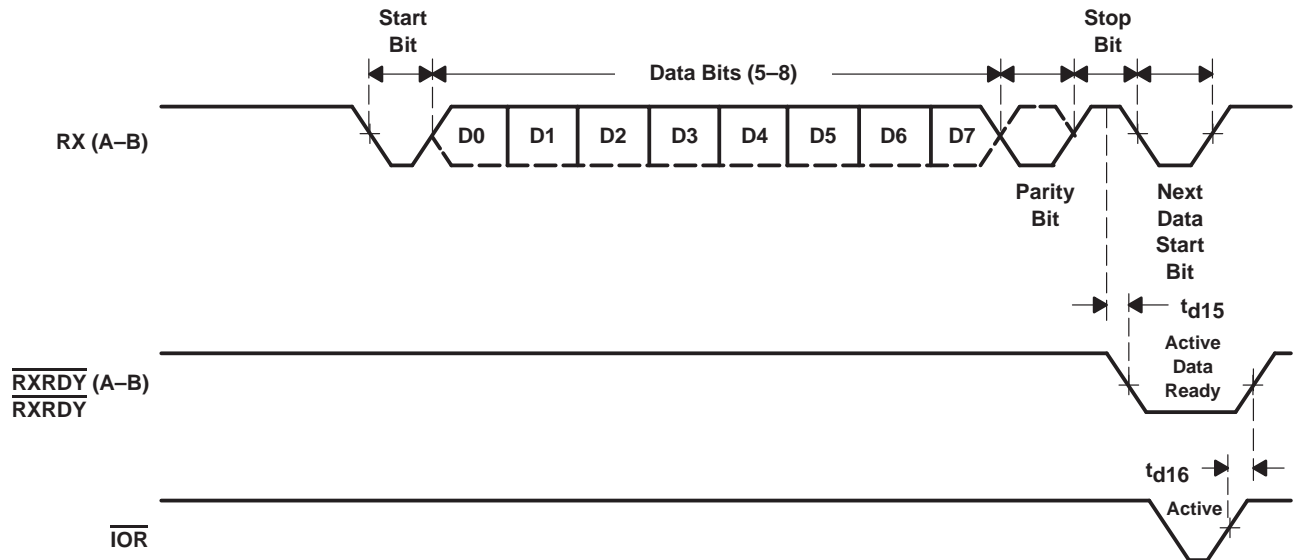 Start
Bit
Stop
Bit
Data Bits (5–8)
RX (A–B)
D0 D1 D2 D3 D4 D5 D6 D7
Parity
Bit
Next
Data
Start
Bit
td15
RXRDY (A–B)
RXRDY
Active
Data
Ready
td16
IOR
Active